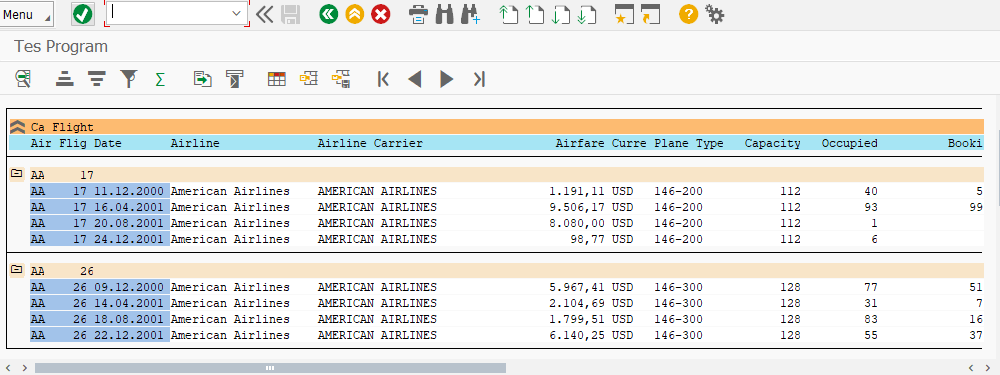 Menu
Tes Program
Ca Flight
Air Flig Date Airline Airline Carrier Airfare Curre Plane Type Capacity Occupied Booki
AA 17
AA 17 11.12.2000 American Airlines AMERICAN AIRLINES 1.191,11 USD 146-200 112 40 5
AA 17 16.04.2001 American Airlines AMERICAN AIRLINES 9.506,17 USD 146-200 112 93 99
AA 17 20.08.2001 American Airlines AMERICAN AIRLINES 8.080,00 USD 146-200 112 1
AA 17 24.12.2001 American Airlines AMERICAN AIRLINES 98,77 USD 146-200 112 6
AA 26
AA 26 09.12.2000 American Airlines AMERICAN AIRLINES 5.967,41 USD 146-300 128 77 51
AA 26 14.04.2001 American Airlines AMERICAN AIRLINES 2.104,69 USD 146-300 128 31 7
AA 26 18.08.2001 American Airlines AMERICAN AIRLINES 1.799,51 USD 146-300 128 83 16
AA 26 22.12.2001 American Airlines AMERICAN AIRLINES 6.140,25 USD 146-300 128 55 37